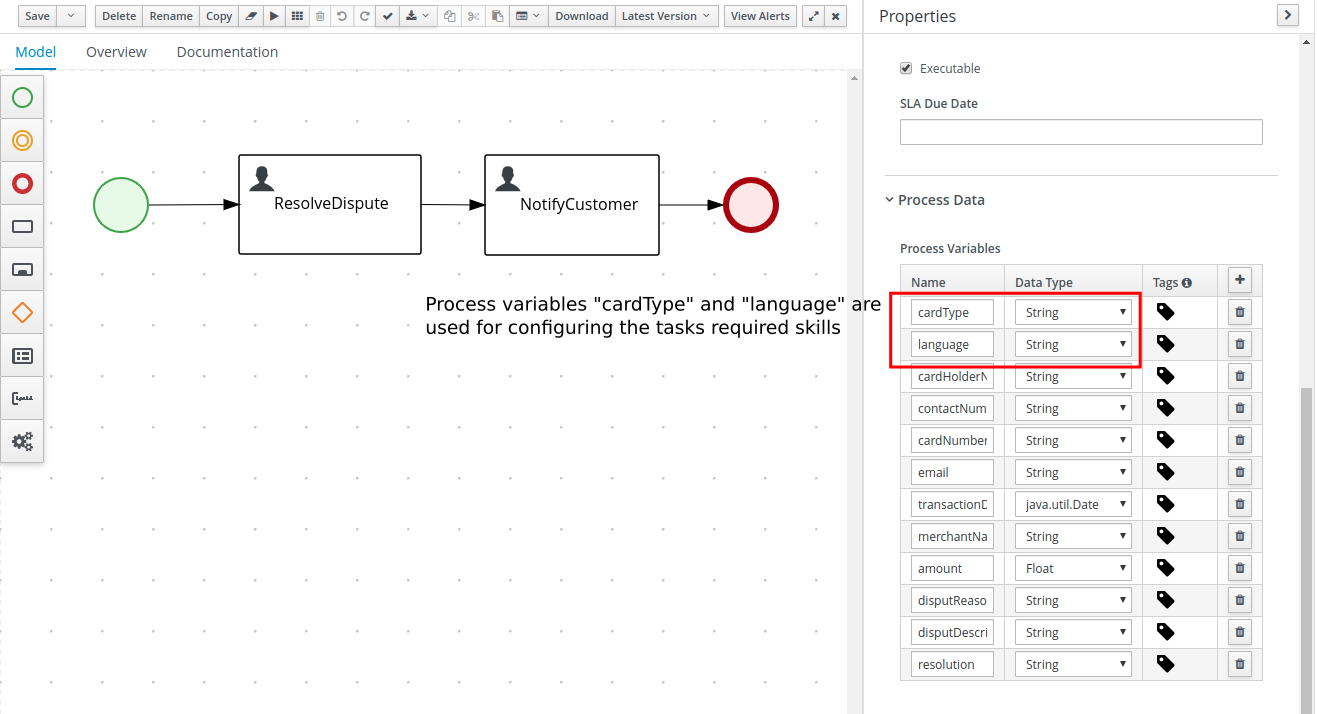 Save Delete Rename Copy Download Latest Version View Alerts
Properties
Model Overview Documentation
Executable
SLA Due Date
ResolveDispute
NotifyCustomer
Process variables "cardType" and "language" are
used for configuring the tasks required skills
Process Data
Process Variables
Name Data Type Tags
cardType String
language String
cardHolderN String
contactNum String
cardNumber String
email String
transactionD java.util.Date
merchantNa String
amount Float
disputReaso String
disputDescri String
resolution String